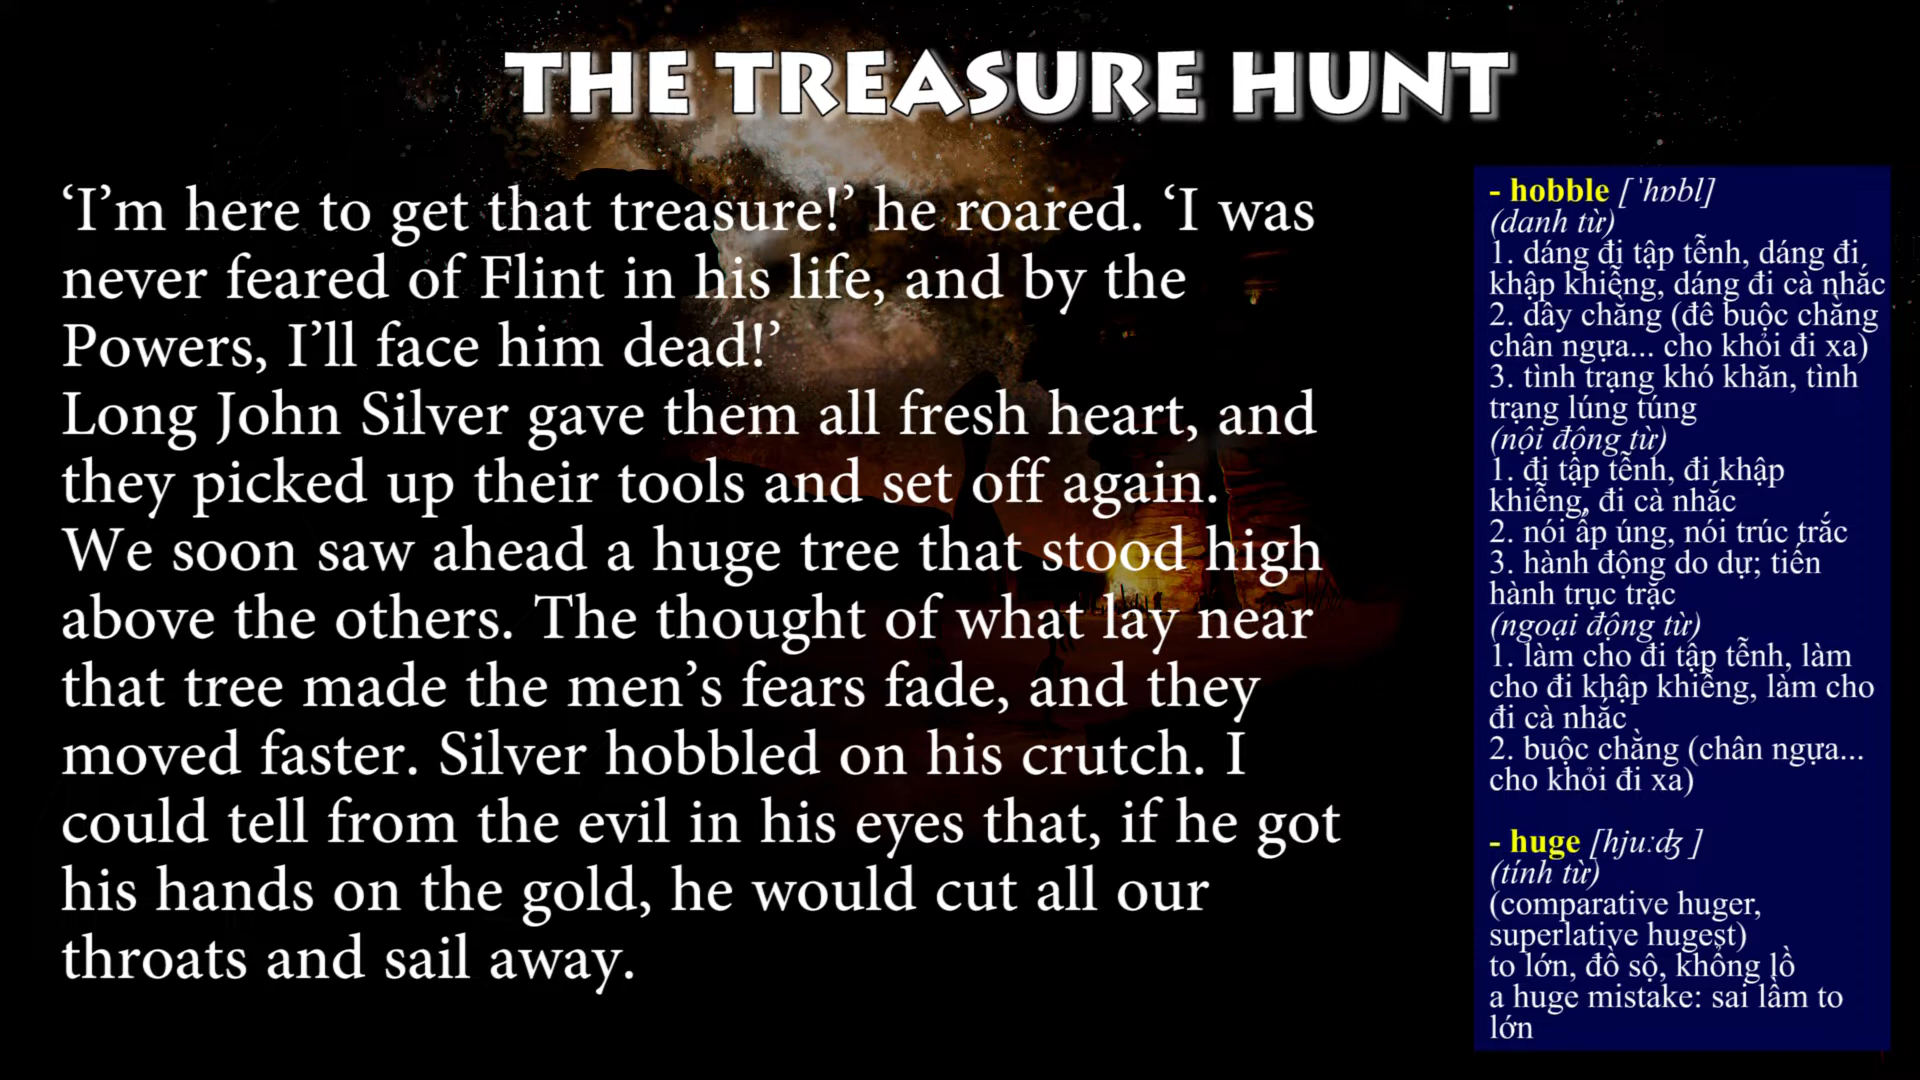 THE TREASURE HUNT
‘I’m here to get that treasure!’ he roared. ‘I was
never feared of Flint in his life, and by the
Powers, I’ll face him dead!’
Long John Silver gave them all fresh heart, and
they picked up their tools and set off again.
We soon saw ahead a huge tree that stood high
above the others. The thought of what lay near
that tree made the men’s fears fade, and they
moved faster. Silver hobbled on his crutch. I
could tell from the evil in his eyes that, if he got
his hands on the gold, he would cut all our
throats and sail away.
- hobble [ˈhɒbl]
(danh từ)
1. dáng đi tập tễnh, dáng đi
khập khiễng, dáng đi cà nhắc
2. dây chằng (để buộc chằng
chân ngựa... cho khỏi đi xa)
3. tình trạng khó khăn, tình
trạng lúng túng
(nội động từ)
1. đi tập tễnh, đi khập
khiễng, đi cà nhắc
2. nói ấp úng, nói trúc trắc
3. hành động do dự; tiến
hành trục trặc
(ngoại động từ)
1. làm cho đi tập tễnh, làm
cho đi khập khiễng, làm cho
đi cà nhắc
2. buộc chằng (chân ngựa...
cho khỏi đi xa)
- huge [hjuːʤ ]
(tính từ)
(comparative huger,
superlative hugest)
to lớn, đồ sộ, khổng lồ
a huge mistake: sai lầm to
lớn